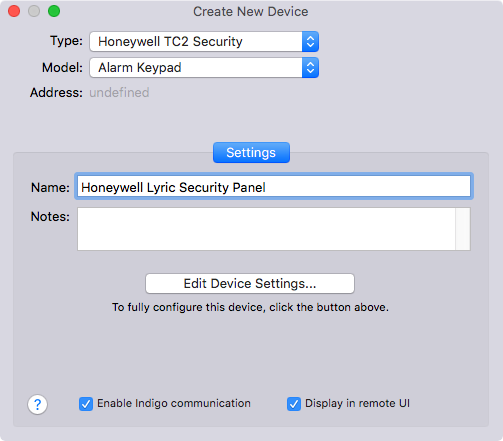 Create New Device
Type: Honeywell TC2 Security
Model: Alarm Keypad
Address: undefined
Settings
Name: Honeywell Lyric Security Panel
Notes:
Edit Device Settings...
To fully configure this device, click the button above.
? Enable Indigo communication Display in remote UI